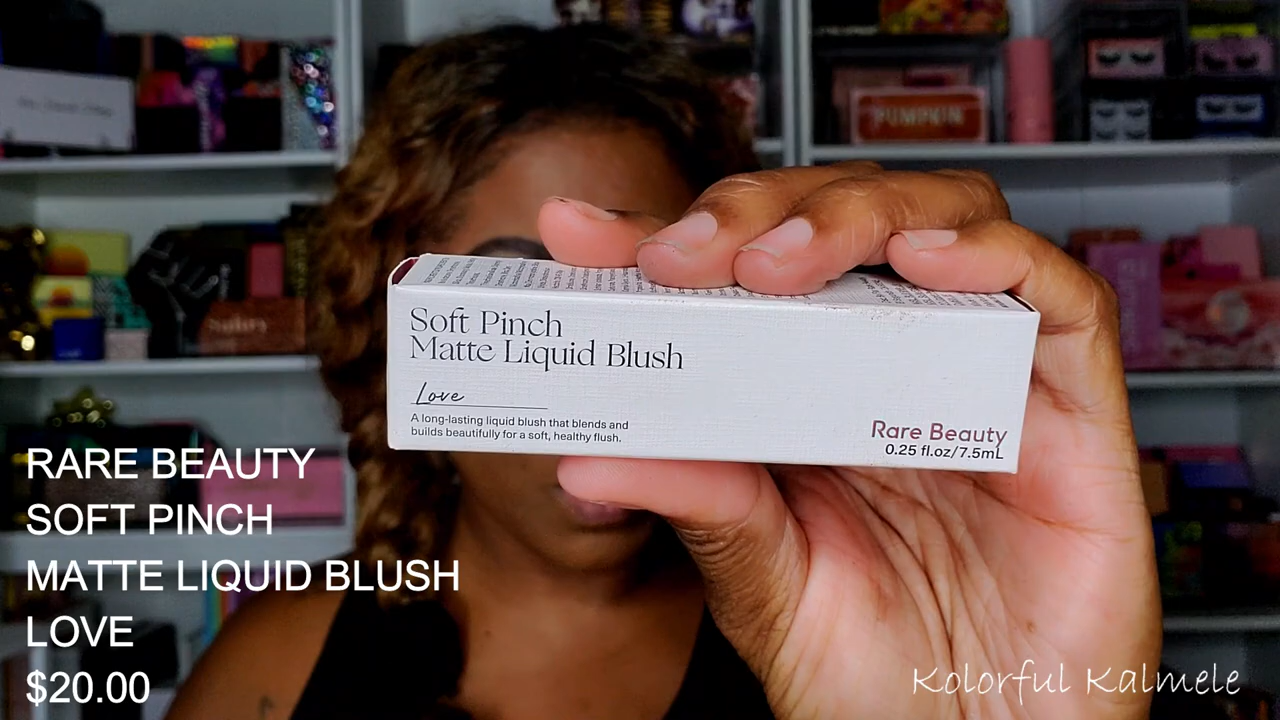 PUMPKIN
Soft Pinch
Matte Liquid Blush
Love
A long-lasting liquid blush that blends and
builds beautifully for a soft, healthy flush.
Rare Beauty
0.25 fl.oz/7.5mL
RARE BEAUTY
SOFT PINCH
MATTE LIQUID BLUSH
LOVE
$20.00
Kolorful Kalmele